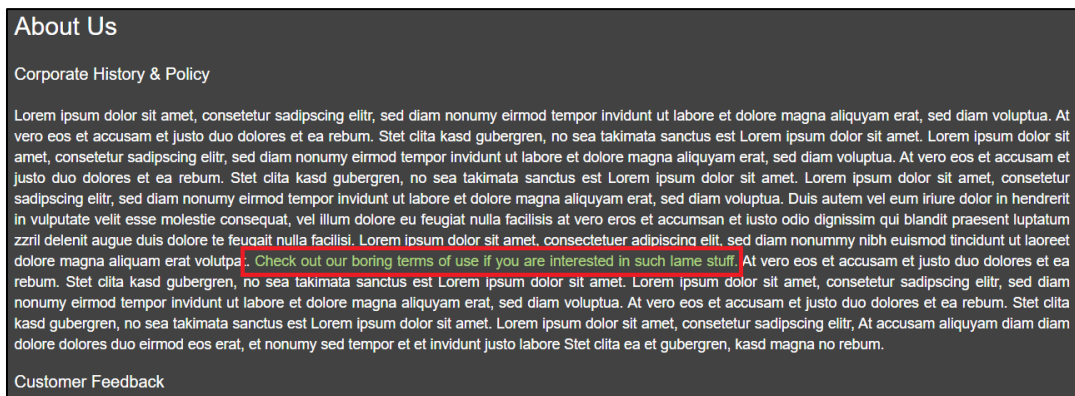 About Us
Corporate History & Policy
Lorem ipsum dolor sit amet, consetetur sadipscing elitr, sed diam nonumy eirmod tempor invidunt ut labore et dolore magna aliquyam erat, sed diam voluptua. At
vero eos et accusam et justo duo dolores et ea rebum. Stet clita kasd gubergren, no sea takimata sanctus est Lorem ipsum dolor sit amet. Lorem ipsum dolor sit
amet, consetetur sadipscing elitr, sed diam nonumy eirmod tempor invidunt ut labore et dolore magna aliquyam erat, sed diam voluptua. At vero eos et accusam et
justo duo dolores et ea rebum. Stet clita kasd gubergren, no sea takimata sanctus est Lorem ipsum dolor sit amet. Lorem ipsum dolor sit amet, consetetur
sadipscing elitr, sed diam nonumy eirmod tempor invidunt ut labore et dolore magna aliquyam erat, sed diam voluptua. Duis autem vel eum iriure dolor in hendrerit
in vulputate velit esse molestie consequat, vel illum dolore eu feugiat nulla facilisis at vero eros et accumsan et iusto odio dignissim qui blandit praesent luptatum
zzril delenit augue duis dolore te feugait nulla facilisi. Lorem ipsum dolor sit amet, consectetuer adipiscing elit, sed diam nonummy nibh euismod tincidunt ut laoreet
dolore magna aliquam erat volutpat. Check out our boring terms of use if you are interested in such lame stuff. At vero eos et accusam et justo duo dolores et ea
rebum. Stet clita kasd gubergren, no sea takimata sanctus est Lorem ipsum dolor sit amet. Lorem ipsum dolor sit amet, consetetur sadipscing elitr, sed diam
nonumy eirmod tempor invidunt ut labore et dolore magna aliquyam erat, sed diam voluptua. At vero eos et accusam et justo duo dolores et ea rebum. Stet clita
kasd gubergren, no sea takimata sanctus est Lorem ipsum dolor sit amet. Lorem ipsum dolor sit amet, consetetur sadipscing elitr, At accusam aliquyam diam diam
dolore dolores duo eirmod eos erat, et nonumy sed tempor et et invidunt justo labore Stet clita ea et gubergren, kasd magna no rebum.
Customer Feedback